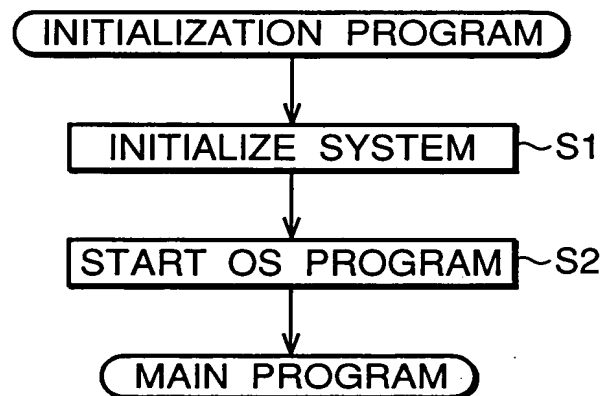 INITIALIZATION PROGRAM
INITIALIZE SYSTEM ~S1
START OS PROGRAM ~S2
MAIN PROGRAM